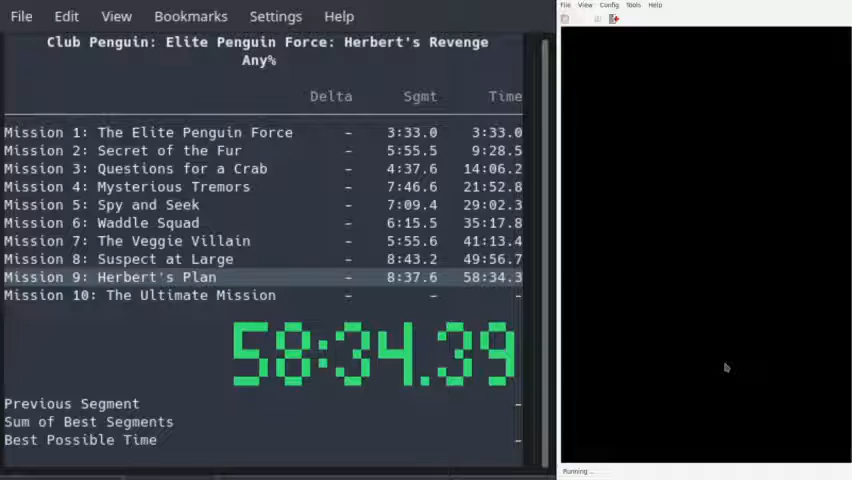 File Edit View Bookmarks Settings Help
File View Config Tools Help
Club Penguin: Elite Penguin Force: Herbert's Revenge
Any%
Delta Sgmt Time
Mission 1: The Elite Penguin Force - 3:33.0 3:33.0
Mission 2: Secret of the Fur - 5:55.5 9:28.5
Mission 3: Questions for a Crab - 4:37.6 14:06.2
Mission 4: Mysterious Tremors - 7:46.6 21:52.8
Mission 5: Spy and Seek - 7:09.4 29:02.3
Mission 6: Waddle Squad - 6:15.5 35:17.8
Mission 7: The Veggie Villain - 5:55.6 41:13.4
Mission 8: Suspect at Large - 8:43.2 49:56.7
Mission 9: Herbert's Plan - 8:37.6 58:34.3
Mission 10: The Ultimate Mission - - -
58:34.39
Previous Segment -
Sum of Best Segments
Best Possible Time -
Running...